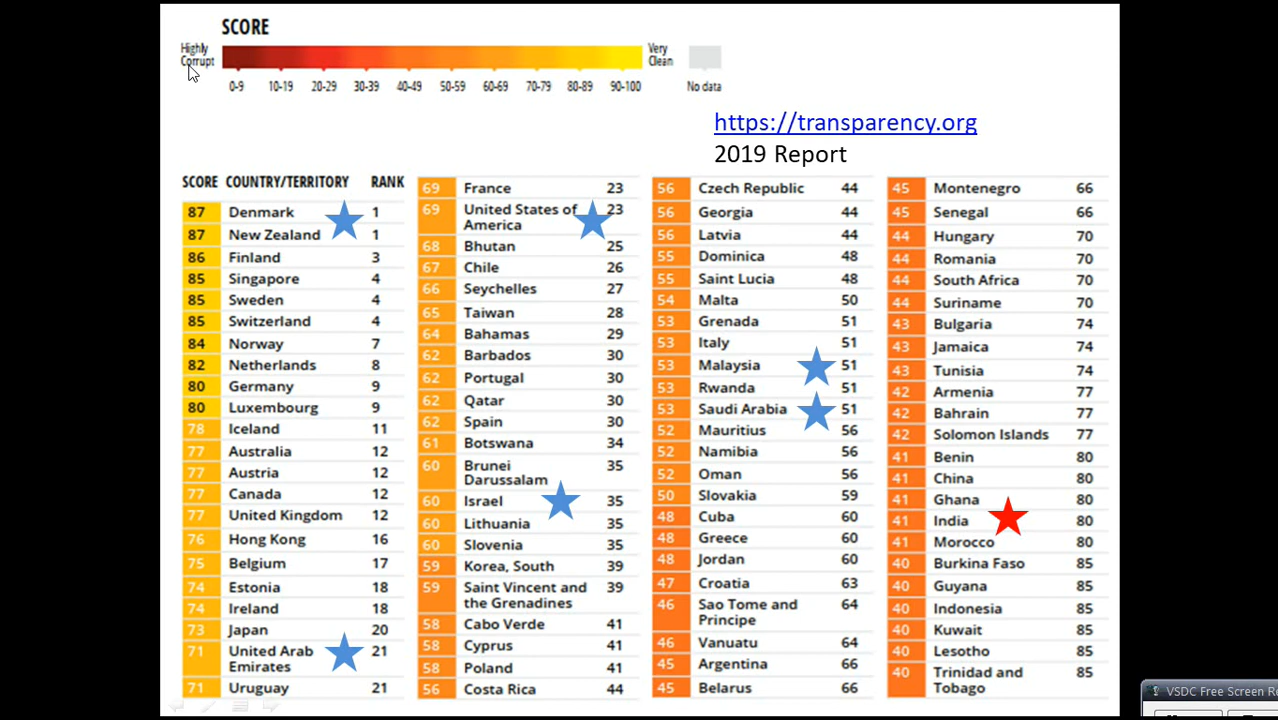 SCORE
Highly
Corrupt
Very
Clean
0-9 10-19 20-29 30-39 40-49 50-59 60-69 70-79 80-89 90-100 No data
https://transparency.org
2019 Report
SCORE COUNTRY/TERRITORY RANK
87 Denmark 1
87 New Zealand 1
86 Finland 3
85 Singapore 4
85 Sweden 4
85 Switzerland 4
84 Norway 7
82 Netherlands 8
80 Germany 9
80 Luxembourg 9
78 Iceland 11
77 Australia 12
77 Austria 12
77 Canada 12
77 United Kingdom 12
76 Hong Kong 16
75 Belgium 17
74 Estonia 18
74 Ireland 18
73 Japan 20
71 United Arab 21
Emirates
71 Uruguay 21
69 France 23
69 United States of 23
America
68 Bhutan 25
67 Chile 26
66 Seychelles 27
65 Taiwan 28
64 Bahamas 29
62 Barbados 30
62 Portugal 30
62 Qatar 30
62 Spain 30
61 Botswana 34
60 Brunei 35
Darussalam
60 Israel 35
60 Lithuania 35
60 Slovenia 35
59 Korea, South 39
59 Saint Vincent and 39
the Grenadines
58 Cabo Verde 41
58 Cyprus 41
58 Poland 41
56 Costa Rica 44
56 Czech Republic 44
56 Georgia 44
56 Latvia 44
55 Dominica 48
55 Saint Lucia 48
54 Malta 50
53 Grenada 51
53 Italy 51
53 Malaysia 51
53 Rwanda 51
53 Saudi Arabia 51
52 Mauritius 56
52 Namibia 56
52 Oman 56
50 Slovakia 59
48 Cuba 60
48 Greece 60
48 Jordan 60
47 Croatia 63
46 Sao Tome and 64
Principe
46 Vanuatu 64
45 Argentina 66
45 Belarus 66
45 Montenegro 66
45 Senegal 66
44 Hungary 70
44 Romania 70
44 South Africa 70
44 Suriname 70
43 Bulgaria 74
43 Jamaica 74
43 Tunisia 74
42 Armenia 77
42 Bahrain 77
42 Solomon Islands 77
41 Benin 80
41 China 80
41 Ghana 80
41 India 80
41 Morocco 80
40 Burkina Faso 85
40 Guyana 85
40 Indonesia 85
40 Kuwait 85
40 Lesotho 85
40 Trinidad and 85
Tobago
VSDC Free Screen Re